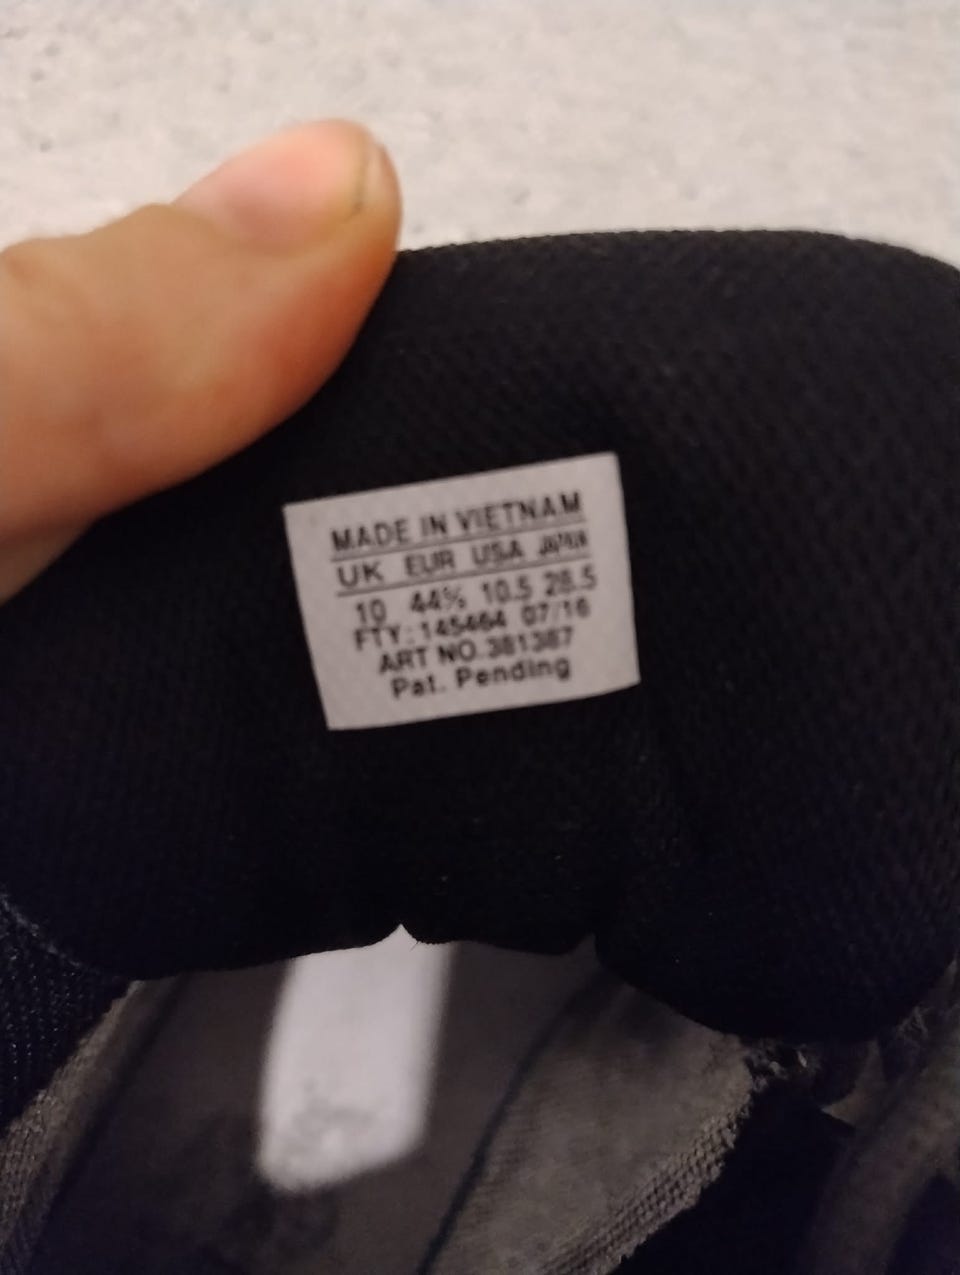 MADE IN VIETNAM
UK EUR USA JAPAN
10 44⅔ 10.5 28.5
FTY: 145464 07/16
ART NO. 381387
Pat. Pending